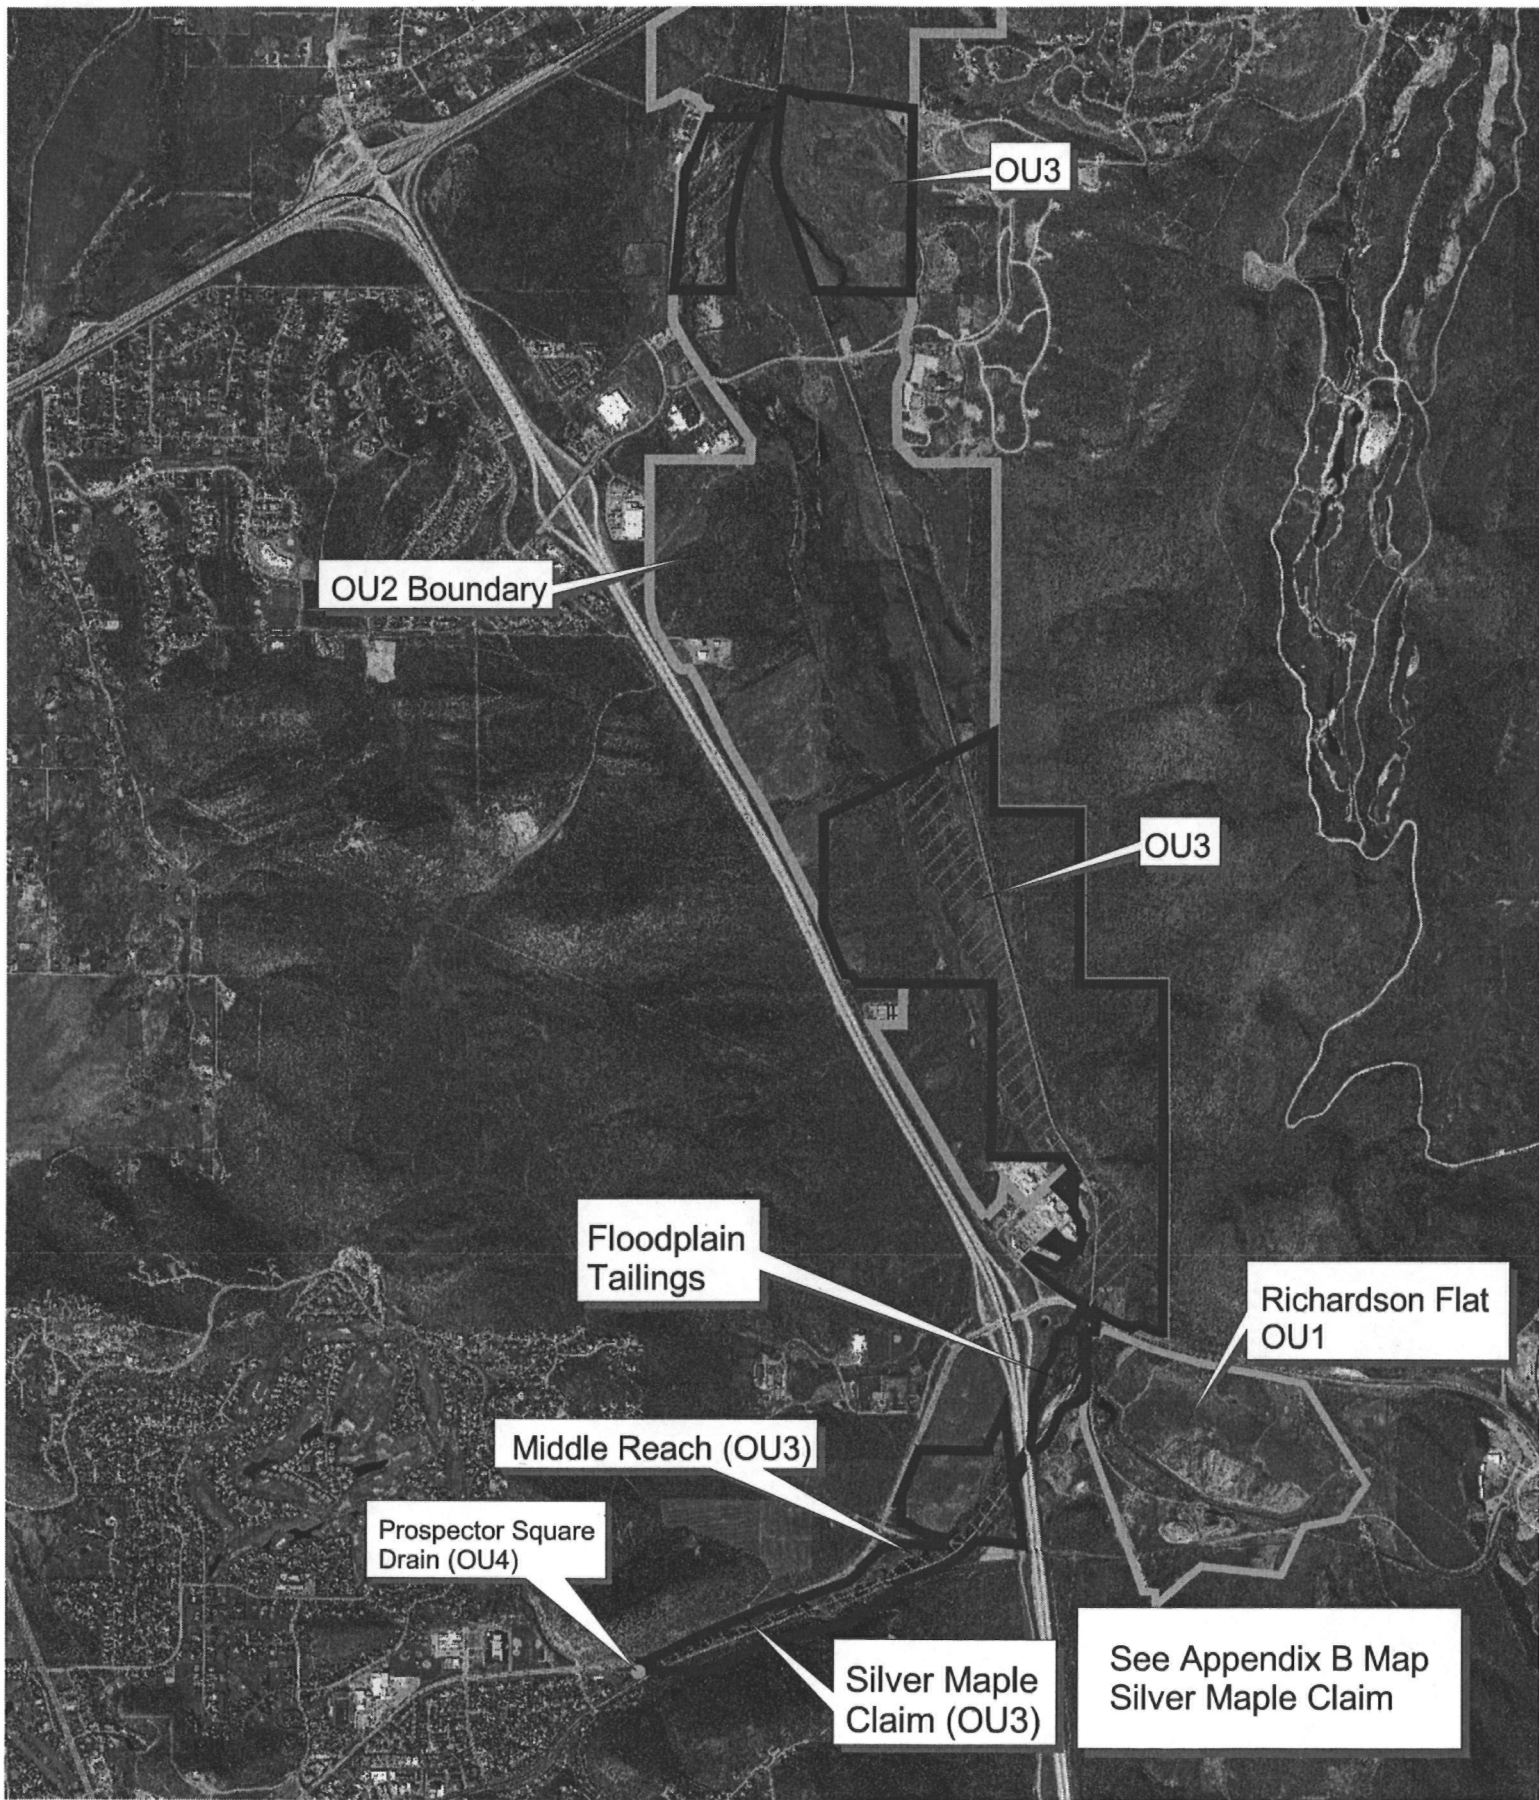 OU3
OU2 Boundary
OU3
Floodplain
Tailings
Richardson Flat
OU1
Middle Reach (OU3)
Prospector Square
Drain (OU4)
Silver Maple
Claim (OU3)
See Appendix B Map
Silver Maple Claim